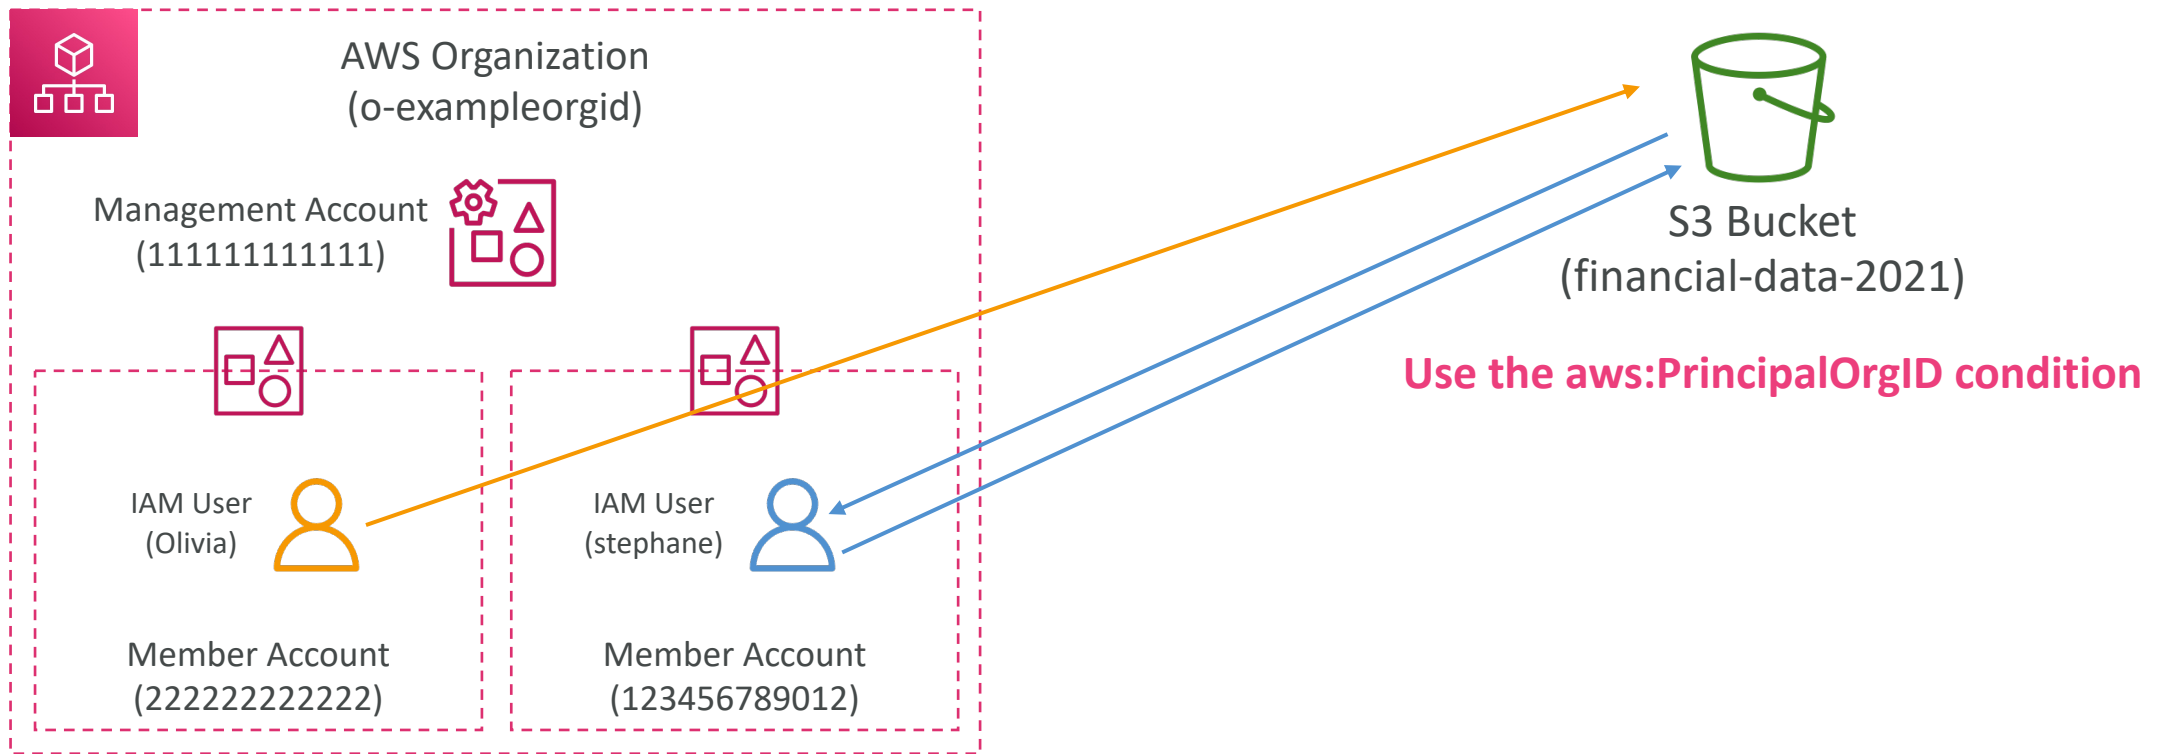 AWS Organization
(o-exampleorgid)
Management Account
(111111111111)
S3 Bucket
(financial-data-2021)
Use the aws:PrincipalOrgID condition
IAM User
(Olivia)
IAM User
(stephane)
Member Account
(222222222222)
Member Account
(123456789012)